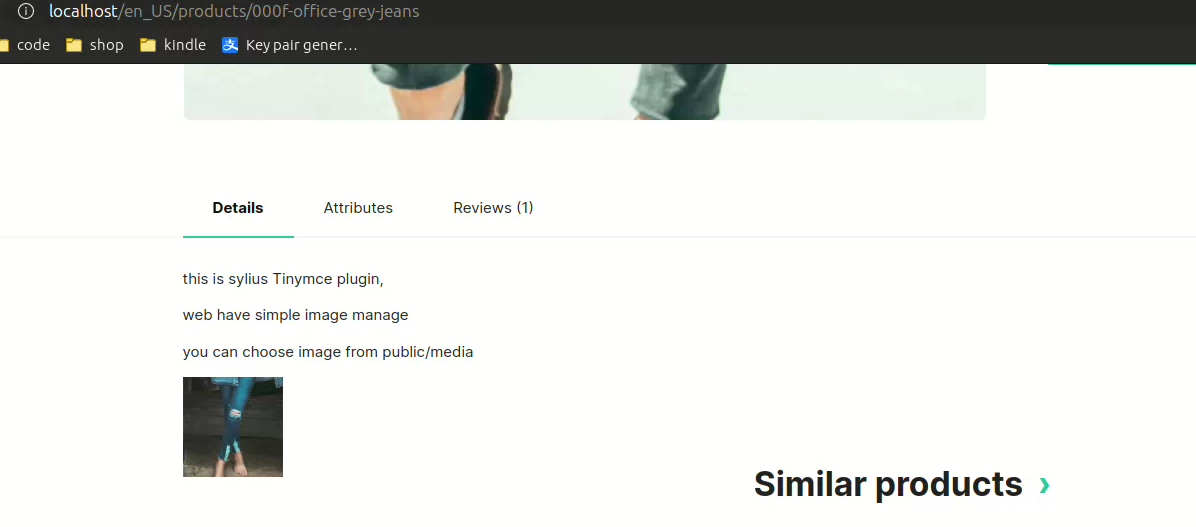 localhost/en_US/products/000f-office-grey-jeans
code shop kindle 支 Key pair gener…
Details Attributes Reviews (1)
this is sylius Tinymce plugin,
web have simple image manage
you can choose image from public/media
Similar products